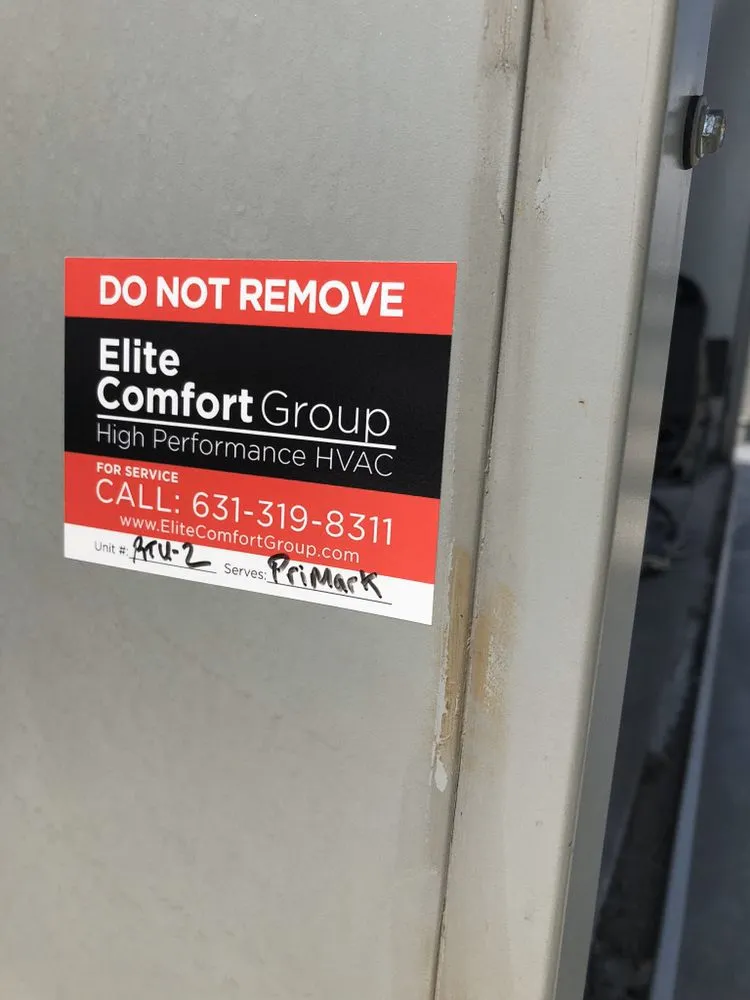 DO NOT REMOVE
Elite
Comfort Group
High Performance HVAC
FOR SERVICE
CALL: 631-319-8311
www.EliteComfortGroup.com
Unit #: ATU-2 Serves: PriMark